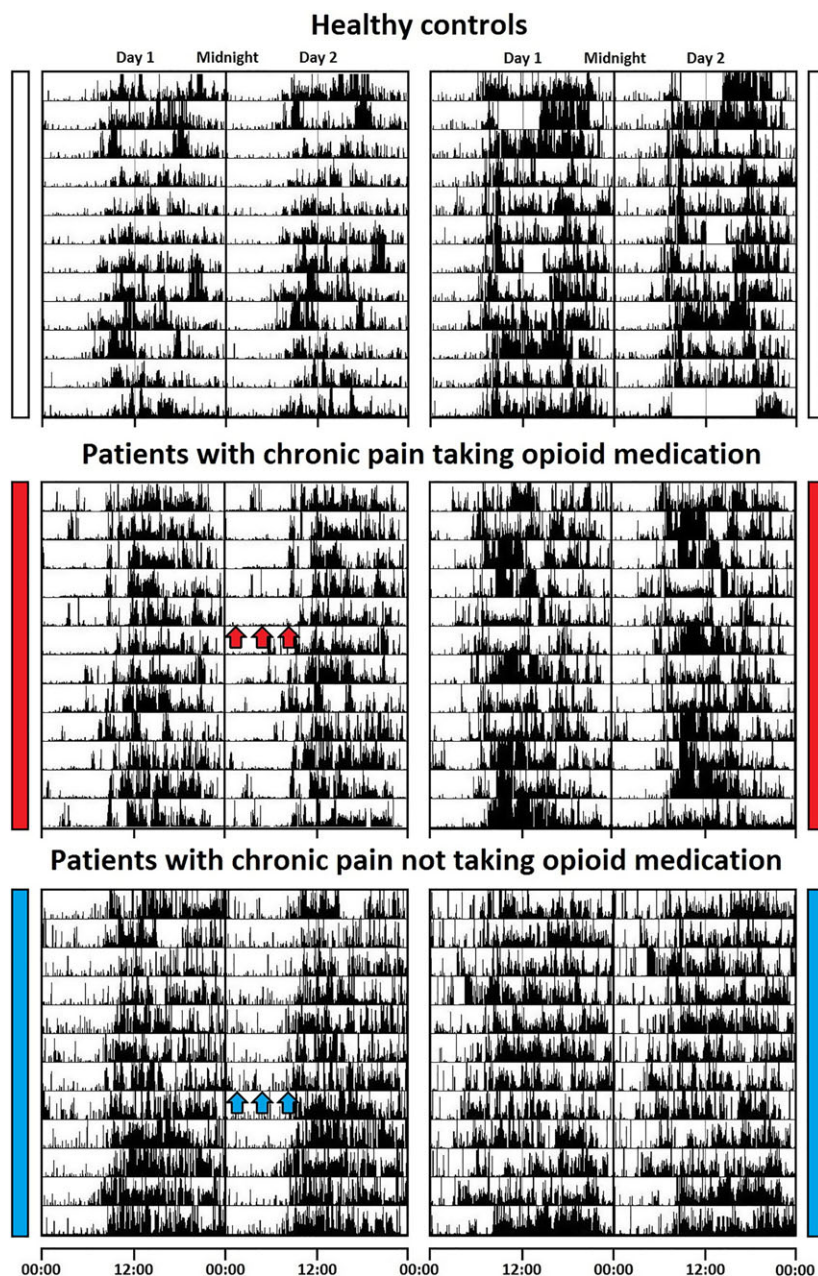 Healthy controls
Day 1 Midnight Day 2 Day 1 Midnight Day 2
Patients with chronic pain taking opioid medication
Patients with chronic pain not taking opioid medication
00:00 12:00 00:00 12:00 00:00 12:00 00:00 12:00 00:00